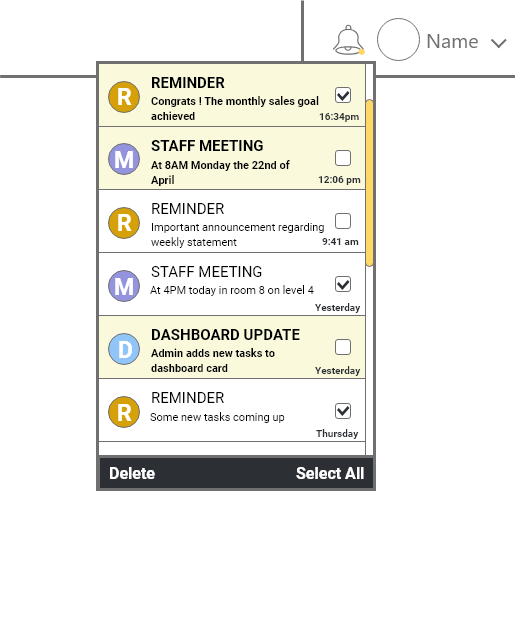 Name
R
REMINDER
Congrats ! The monthly sales goal
achieved
16:34pm
M
STAFF MEETING
At 8AM Monday the 22nd of
April
12:06 pm
R
REMINDER
Important announcement regarding
weekly statement
9:41 am
M
STAFF MEETING
At 4PM today in room 8 on level 4
Yesterday
D
DASHBOARD UPDATE
Admin adds new tasks to
dashboard card
Yesterday
R
REMINDER
Some new tasks coming up
Thursday
Delete Select All